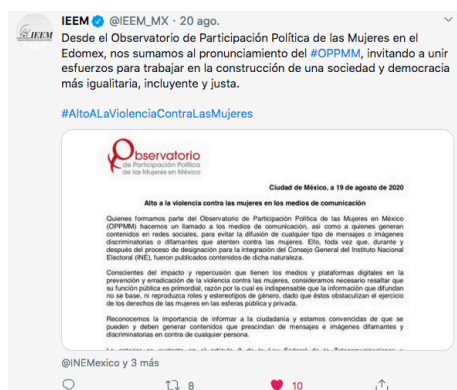 IEEM @IEEM_MX · 20 ago.
Desde el Observatorio de Participación Política de las Mujeres en el
Edomex, nos sumamos al pronunciamiento del #OPPMM, invitando a unir
esfuerzos para trabajar en la construcción de una sociedad y democracia
más igualitaria, incluyente y justa.
#AltoALaViolenciaContraLasMujeres
IEEM
Observatorio
de Participación Política
de las Mujeres en México
Ciudad de México, a 19 de agosto de 2020
Alto a la violencia contra las mujeres en los medios de comunicación
Quienes formamos parte del Observatorio de Participación Política de las Mujeres en México
(OPPMM) hacemos un llamado a los medios de comunicación, así como a quienes generan
contenidos en redes sociales, para evitar la difusión de cualquier tipo de mensajes o imágenes
discriminatorias o difamantes que atenten contra las mujeres. Ello, toda vez que, durante y
después del proceso de designación para la integración del Consejo General del Instituto Nacional
Electoral (INE), fueron publicados contenidos de dicha naturaleza.
Conscientes del impacto y repercusión que tienen los medios y plataformas digitales en la
prevención y erradicación de la violencia contra las mujeres, consideramos necesario resaltar que
su función pública es primordial, razón por la cual es indispensable que la información que difundan
no se base, ni reproduzca roles y estereotipos de género, dado que éstos obstaculizan el ejercicio
de los derechos de las mujeres en las esferas pública y privada.
Reconocemos la importancia de informar a la ciudadanía y estamos convencidas de que se
pueden y deben generar contenidos que prescindan de mensajes e imágenes difamantes y
discriminatorias en contra de cualquier persona.
@INEMexico y 3 más
8
10